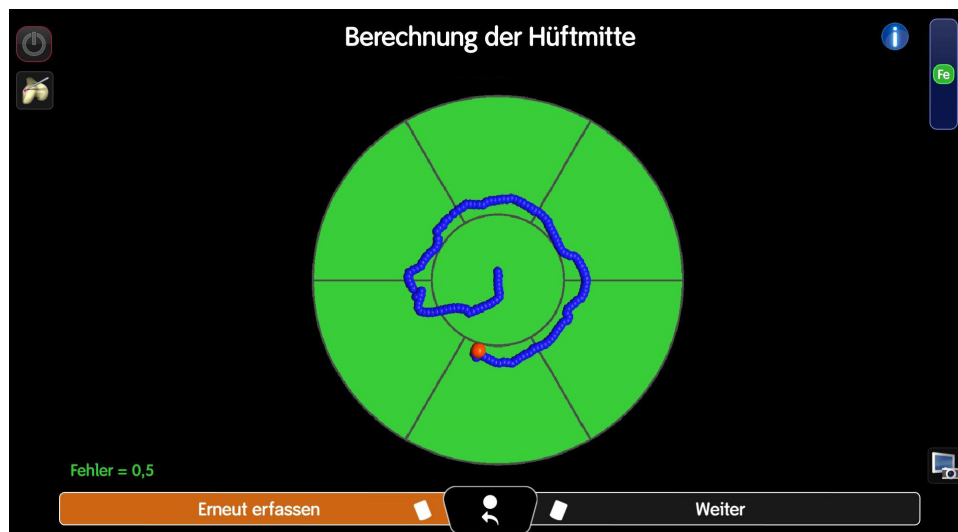 Berechnung der Hüftmitte
i
Fe
Fehler = 0,5
Erneut erfassen
Weiter